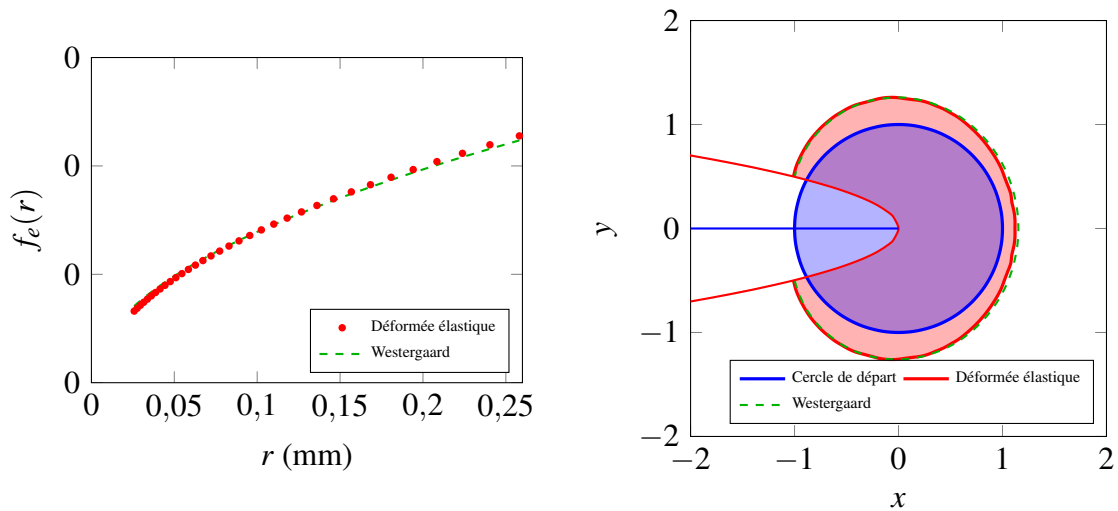 0
0
0
0
0
0,05
0,1
0,15
0,2
0,25
r (mm)
f_e(r)
Déformée élastique
Westergaard
2
1
0
−1
−2
−2
−1
0
1
2
x
y
Cercle de départ
Déformée élastique
Westergaard